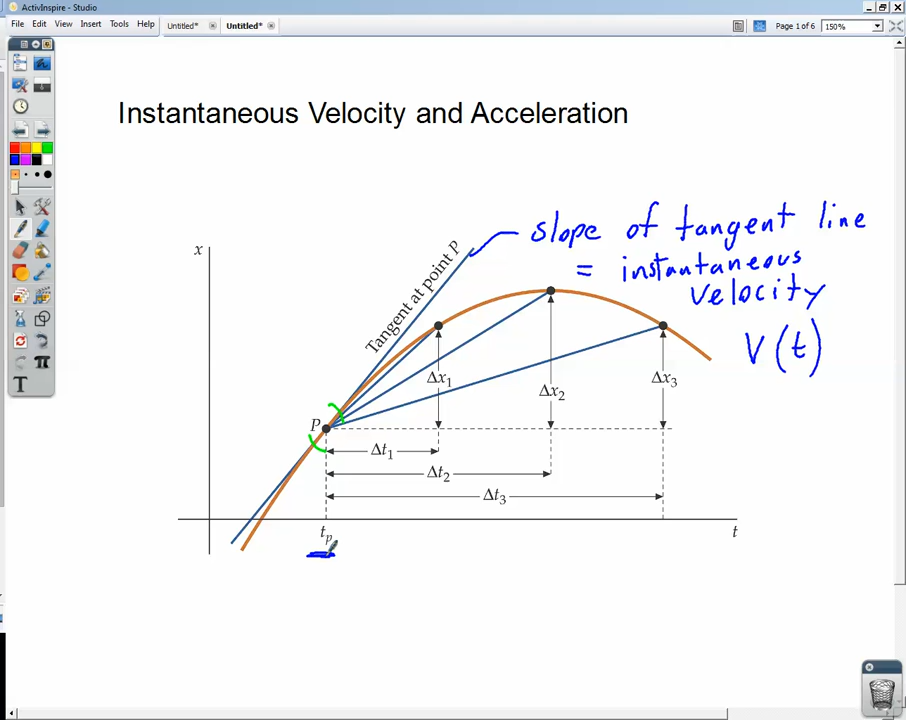 ActivInspire - Studio
File Edit View Insert Tools Help
Untitled*
Untitled*
Page 1 of 6
150%
Instantaneous Velocity and Acceleration
slope of tangent line
= instantaneous
velocity
V(t)
x
Tangent at point P
P
Δx₁
Δx₂
Δx₃
Δt₁
Δt₂
Δt₃
tₚ
t
π
T